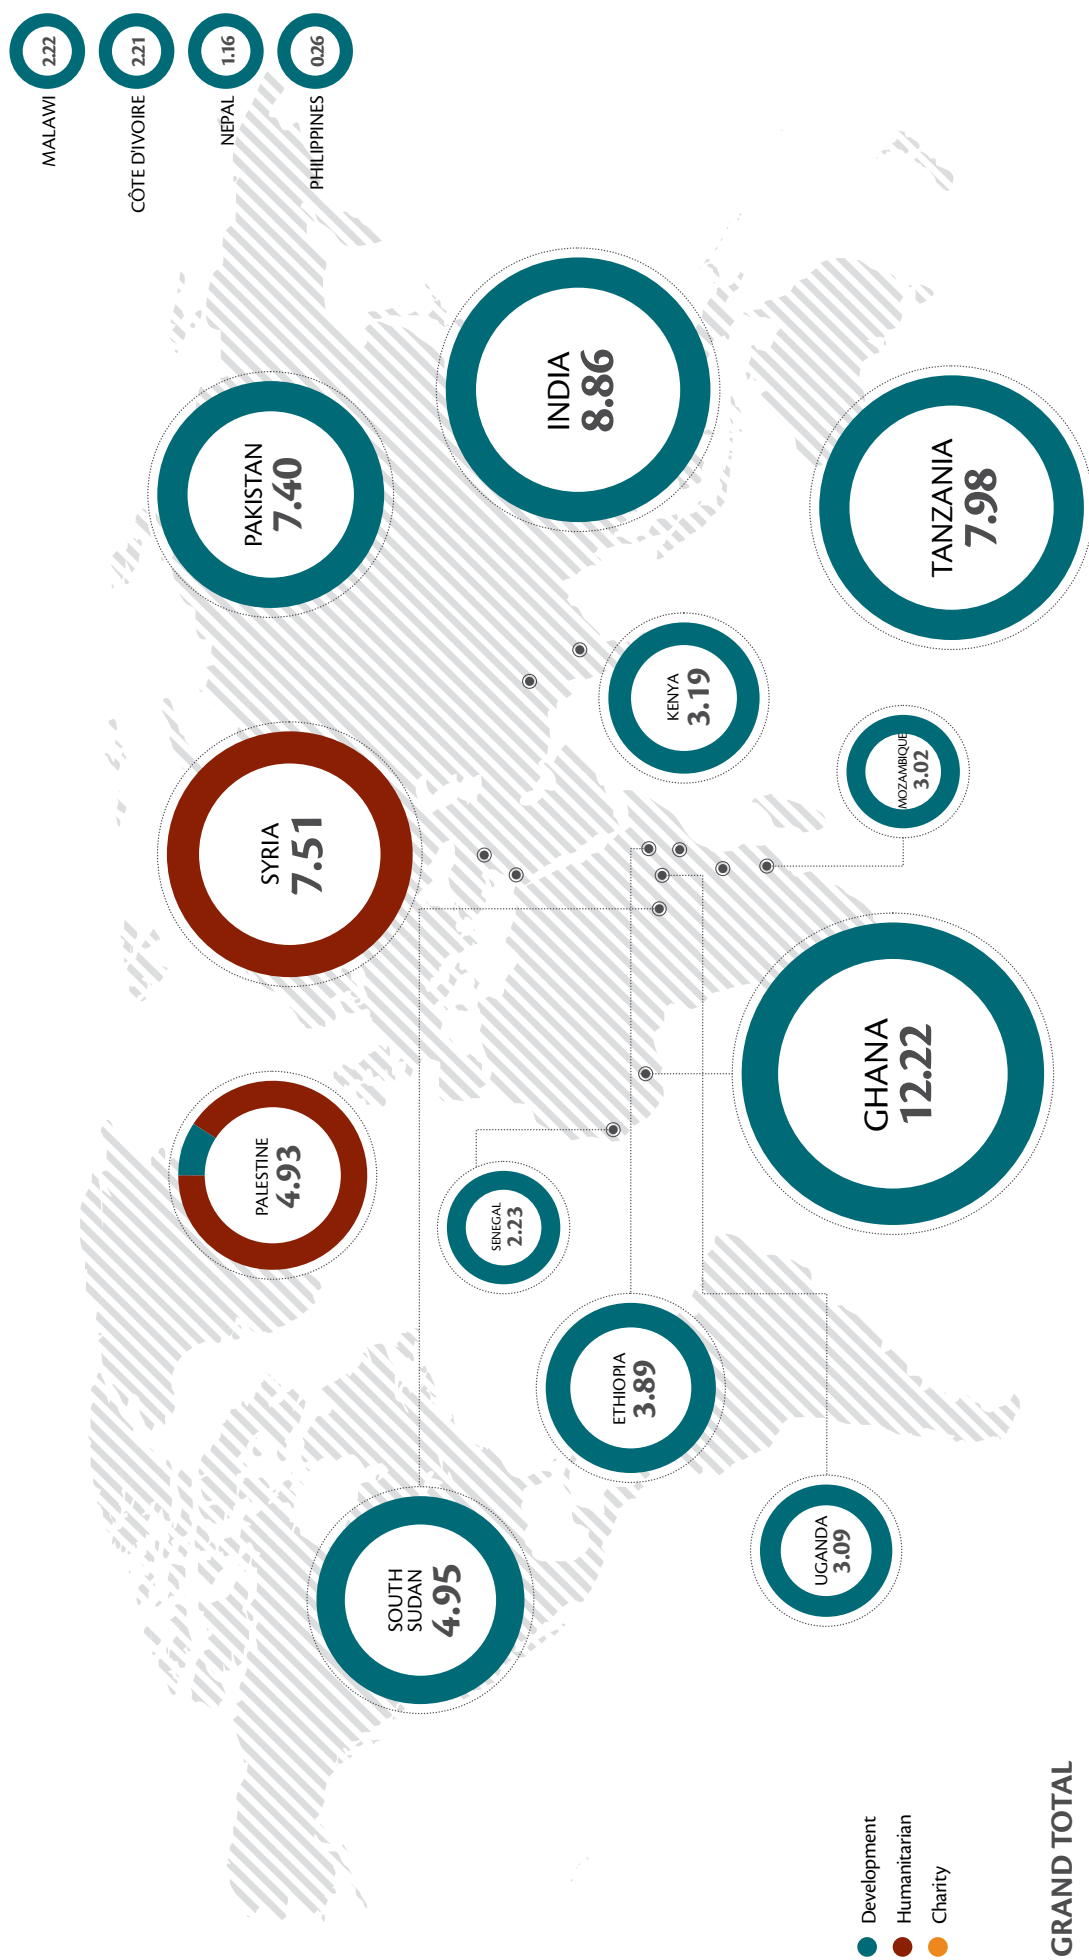 MALAWI
2.22
CÔTE D'IVOIRE
2.21
NEPAL
1.16
PHILIPPINES
0.26
PAKISTAN
7.40
INDIA
8.86
TANZANIA
7.98
SYRIA
7.51
KENYA
3.19
MOZAMBIQUE
3.02
PALESTINE
4.93
SENEGAL
2.23
GHANA
12.22
ETHIOPIA
3.89
SOUTH
SUDAN
4.95
UGANDA
3.09
Development
Humanitarian
Charity
GRAND TOTAL